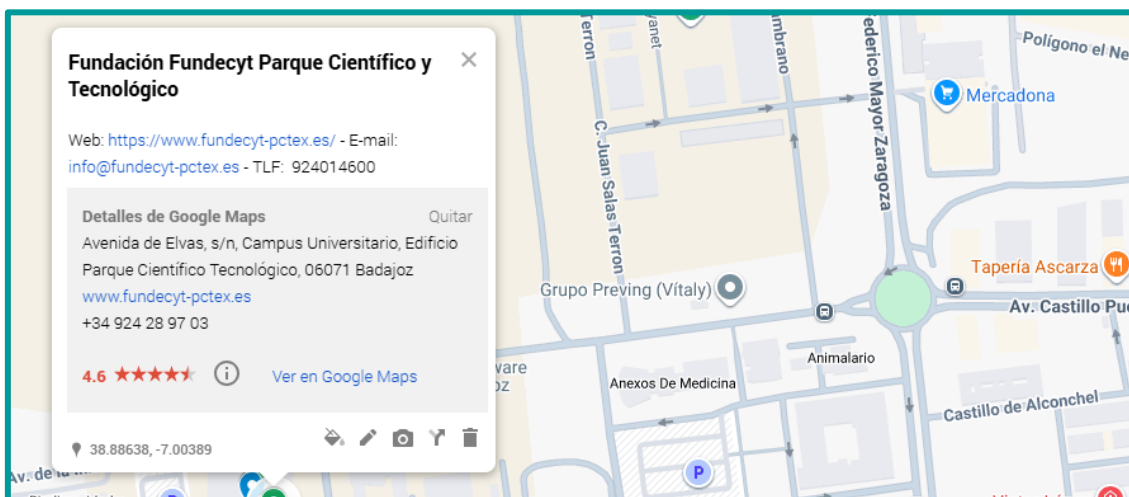 Fundación Fundecyt Parque Científico y
Tecnológico
Web: https://www.fundecyt-pctex.es/ - E-mail:
info@fundecyt-pctex.es - TLF: 924014600
Detalles de Google Maps
Quitar
Avenida de Elvas, s/n, Campus Universitario, Edificio
Parque Científico Tecnológico, 06071 Badajoz
www.fundecyt-pctex.es
+34 924 28 97 03
4.6
Ver en Google Maps
38.88638, -7.00389
Terron
C. Juan Salas Terron
Federico Mayor Zaragoza
Polígono el Ne
Mercadona
Tapería Ascarza
Grupo Preving (Vítaly)
Av. Castillo Pue
Animalario
Anexos De Medicina
Castillo de Alconchel
Av. de la
P
P